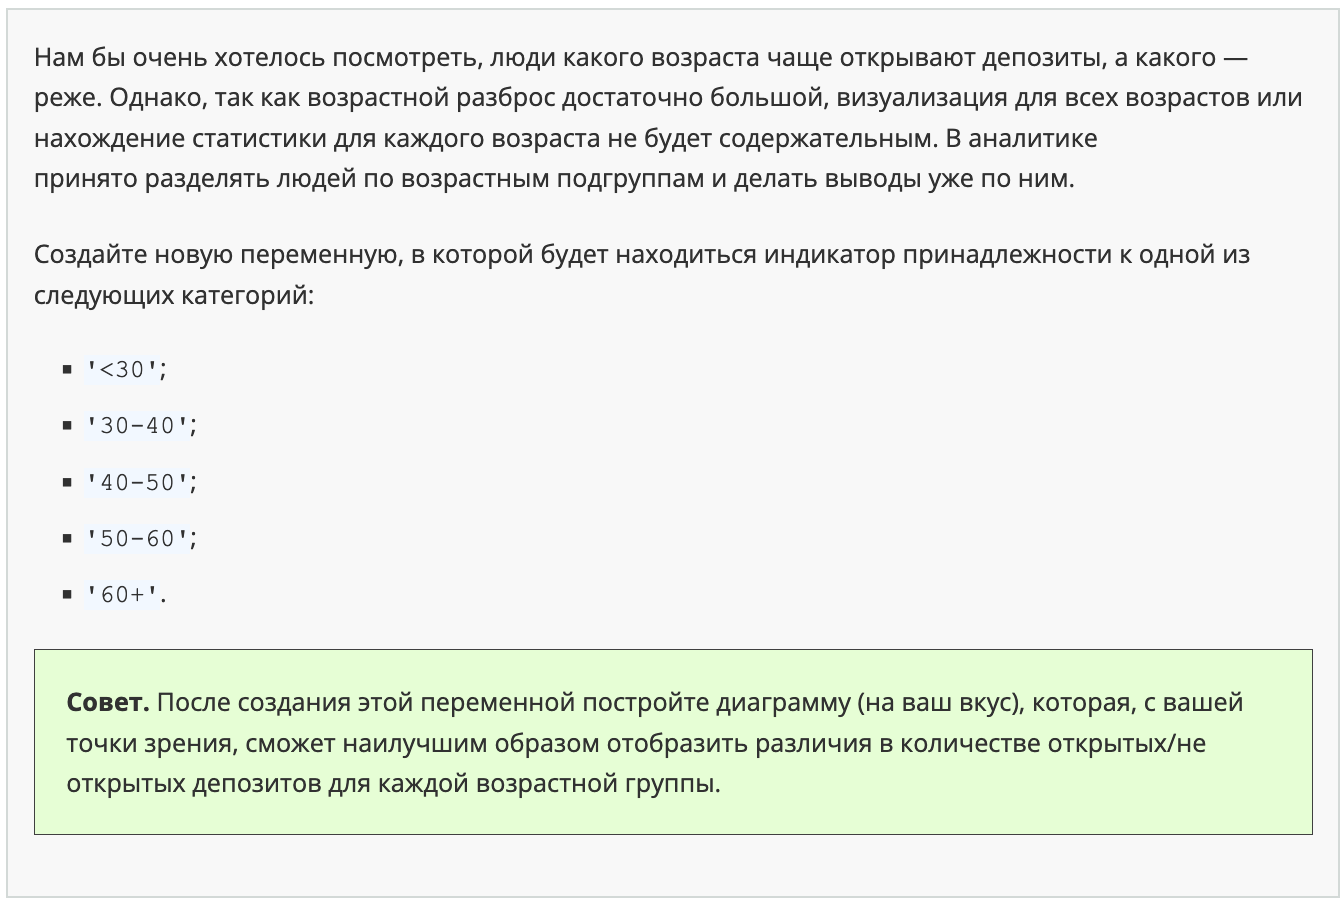 Нам бы очень хотелось посмотреть, люди какого возраста чаще открывают депозиты, а какого —
реже. Однако, так как возрастной разброс достаточно большой, визуализация для всех возрастов или
нахождение статистики для каждого возраста не будет содержательным. В аналитике
принято разделять людей по возрастным подгруппам и делать выводы уже по ним.
Создайте новую переменную, в которой будет находиться индикатор принадлежности к одной из
следующих категорий:
▪ '<30';
▪ '30-40';
▪ '40-50';
▪ '50-60';
▪ '60+'.
Совет. После создания этой переменной постройте диаграмму (на ваш вкус), которая, с вашей
точки зрения, сможет наилучшим образом отобразить различия в количестве открытых/не
открытых депозитов для каждой возрастной группы.